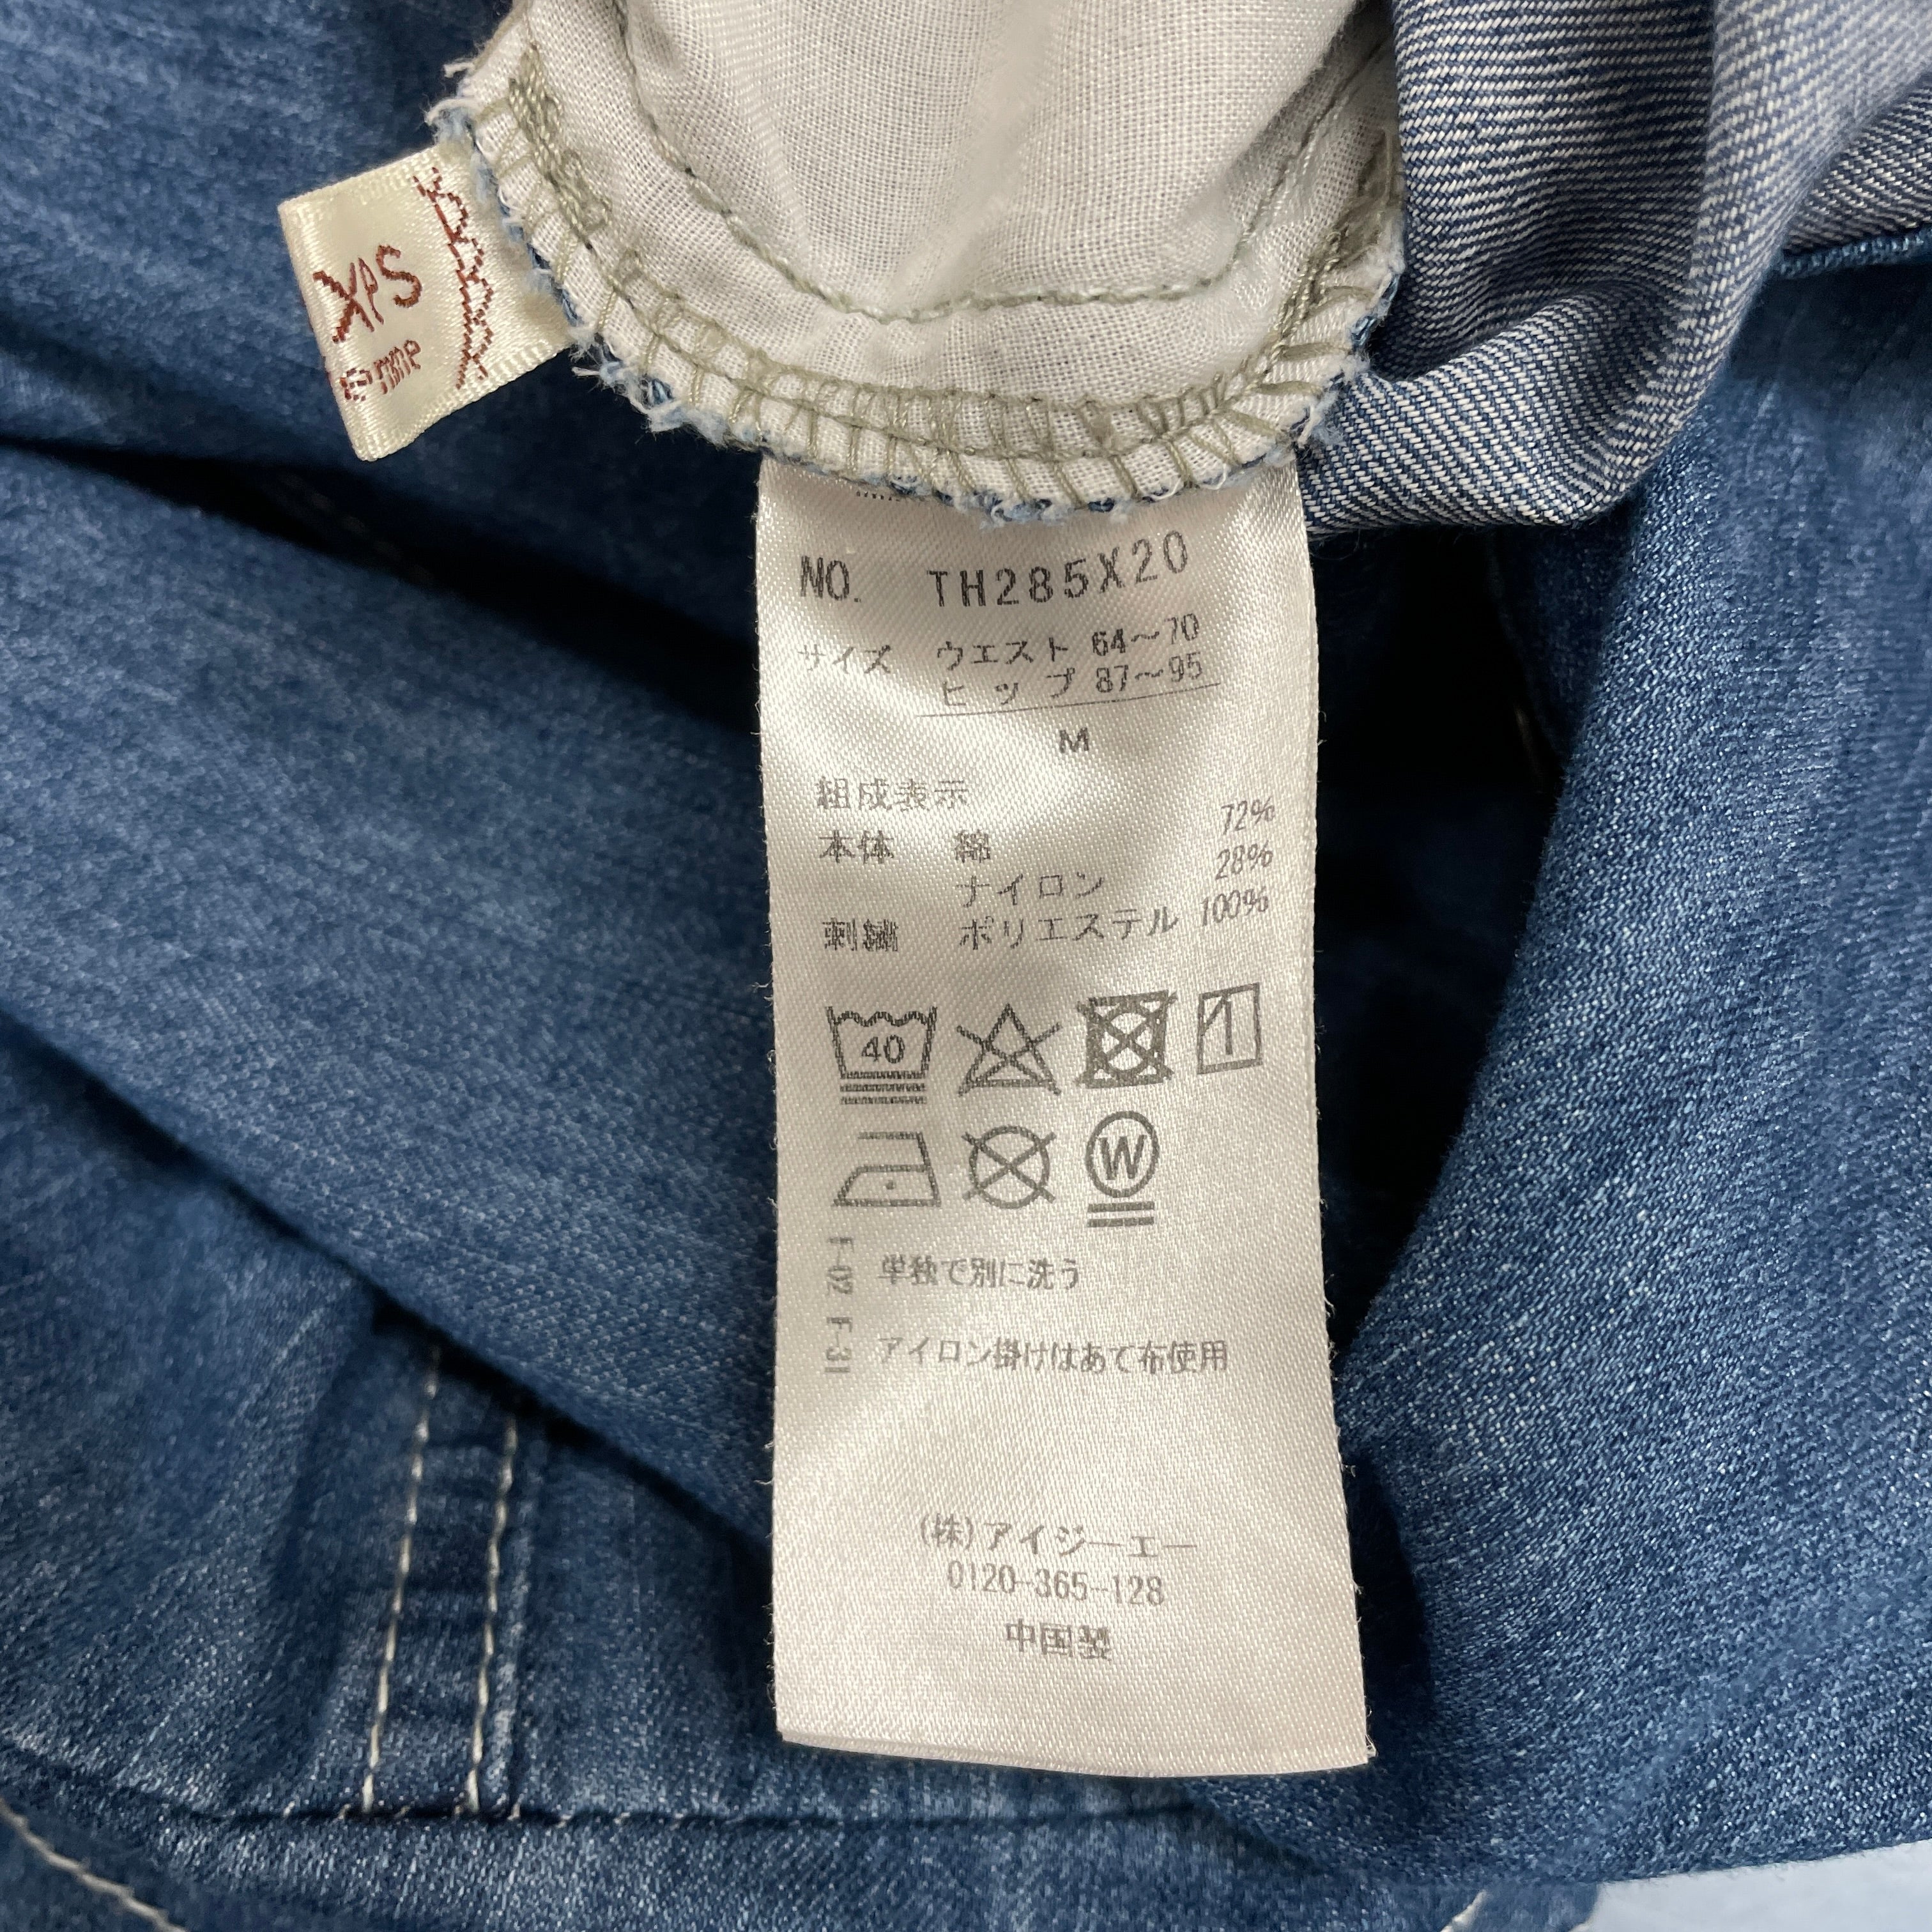 NO. TH285X20
サイズ ウエスト 64～70
ヒップ 87～95
M
組成表示
本体 綿 72%
ナイロン 28%
刺繍 ポリエステル 100%
40
W
F-02 単独で別に洗う
F-31 アイロン掛けはあて布使用
(株)アイジーエー
0120-365-128
中国製